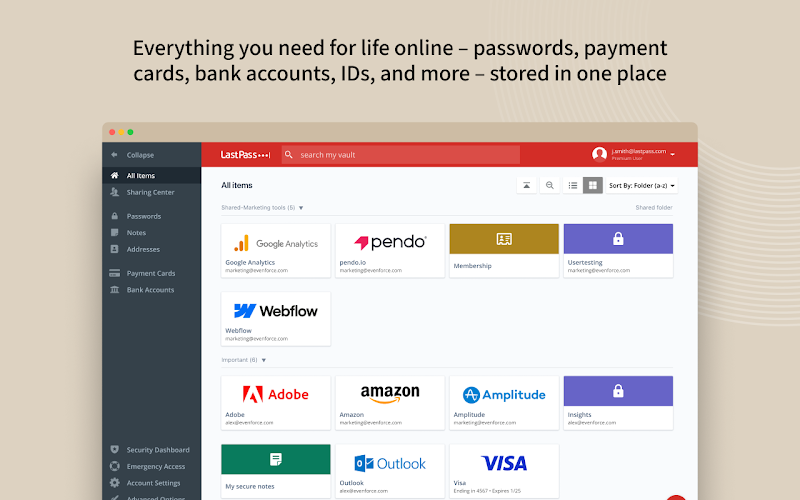 Everything you need for life online – passwords, payment
cards, bank accounts, IDs, and more – stored in one place
Collapse
LastPass
search my vault
j.smith@lastpass.com
Premium User
All Items
Sharing Center
Passwords
Notes
Addresses
Payment Cards
Bank Accounts
Security Dashboard
Emergency Access
Account Settings
Advanced Options
All items
Sort By: Folder (a-z)
Shared-Marketing tools (5)
Shared folder
Google Analytics
Google Analytics
marketing@evenforce.com
pendo
pendo.io
marketing@evenforce.com
Membership
Usertesting
marketing@evenforce.com
Webflow
Webflow
marketing@evenforce.com
Important (6)
Adobe
Adobe
alex@evenforce.com
amazon
Amazon
marketing@evenforce.com
Amplitude
Amplitude
marketing@evenforce.com
Insights
alex@evenforce.com
My secure notes
Outlook
Outlook
alex@evenforce.com
VISA
Visa
Ending in 4567 • Expires 1/25